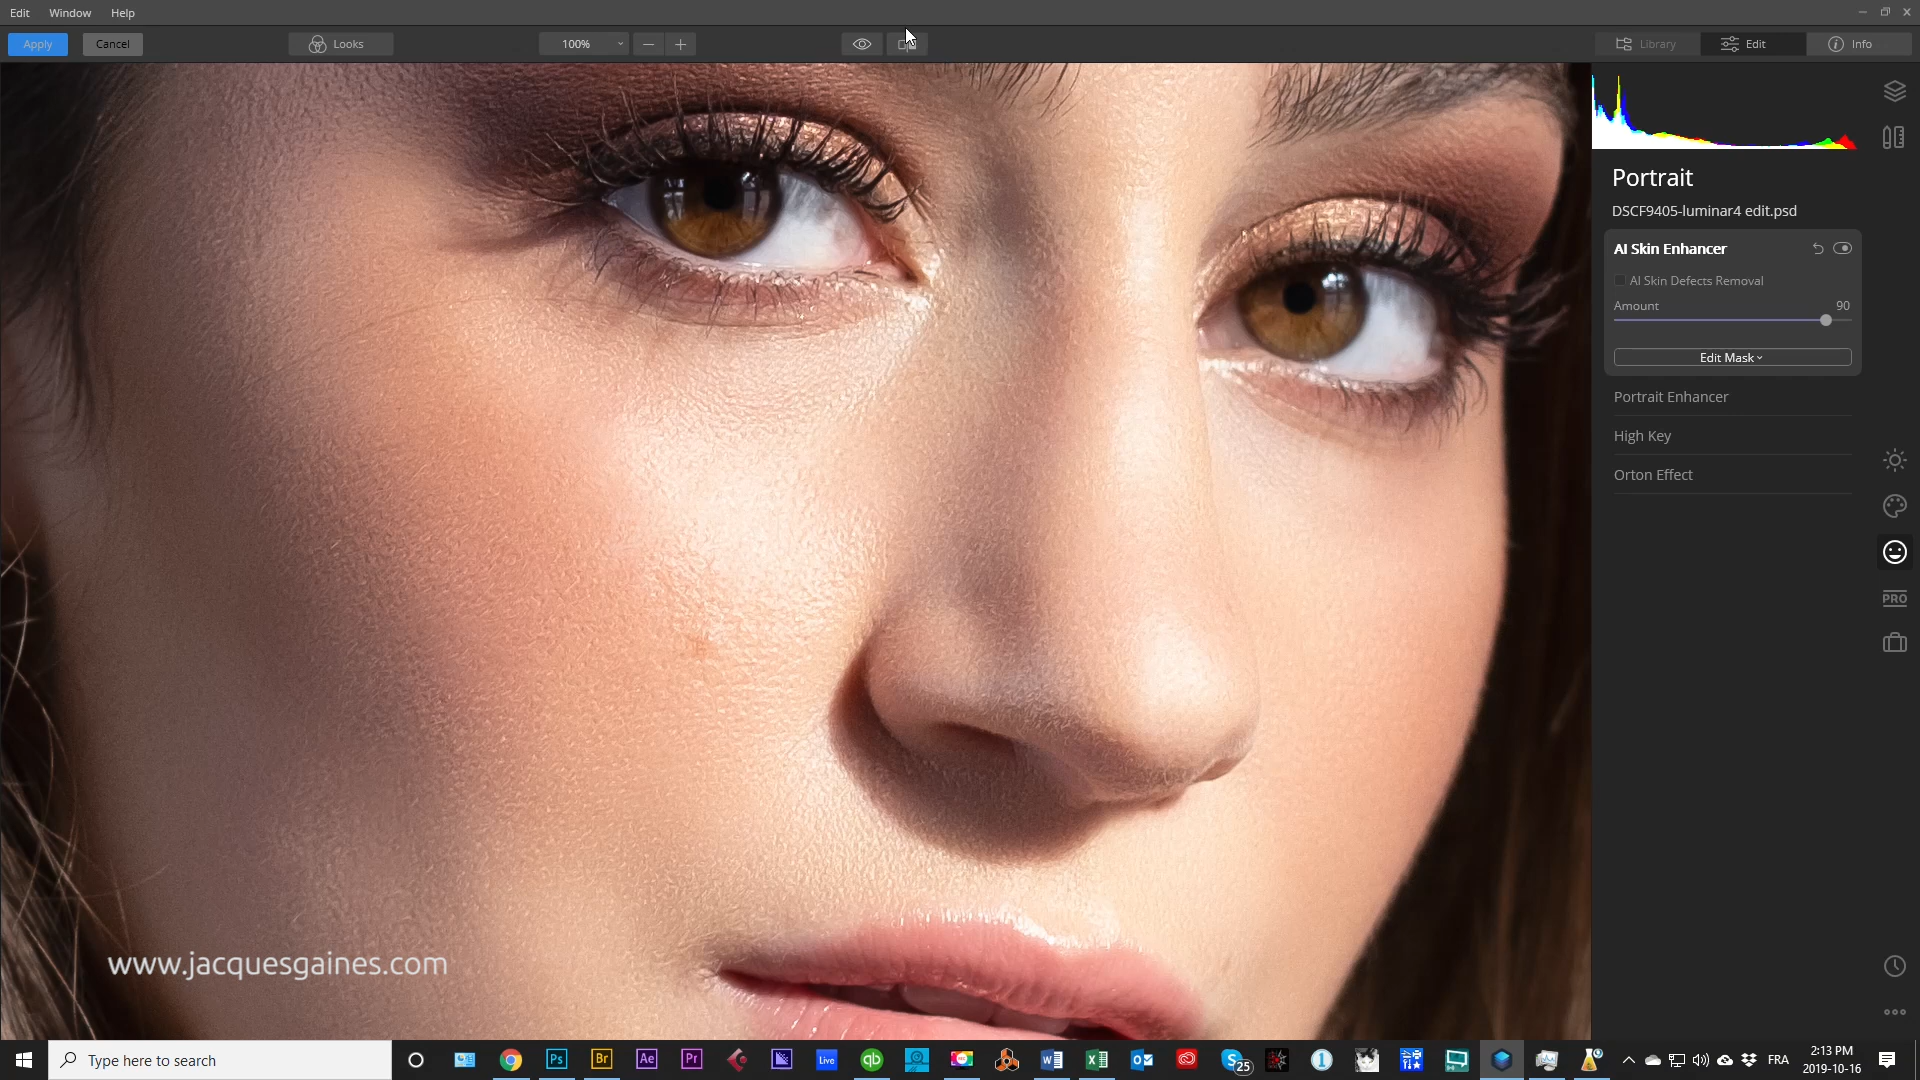 Edit Window Help
Apply Cancel Looks 100% Library Edit Info
Portrait
DSCF9405-luminar4 edit.psd
AI Skin Enhancer
AI Skin Defects Removal
Amount 90
Edit Mask
Portrait Enhancer
High Key
Orton Effect
PRO
www.jacquesgaines.com
Type here to search
Ps Br Ae Pr Live qb 25 FRA 2:13 PM
2019-10-16